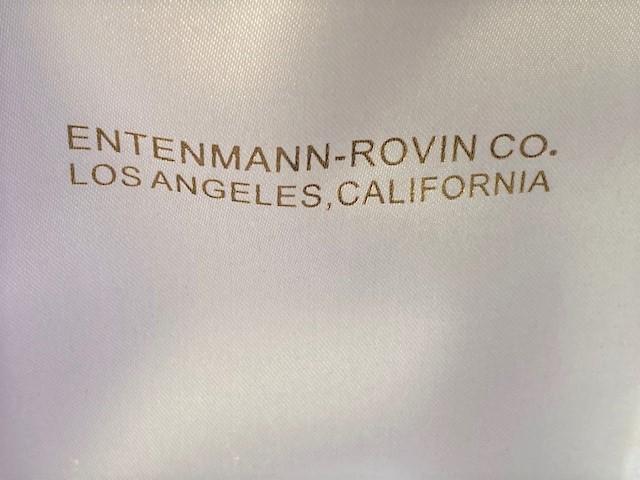 ENTENMANN-ROVIN CO.
LOS ANGELES, CALIFORNIA